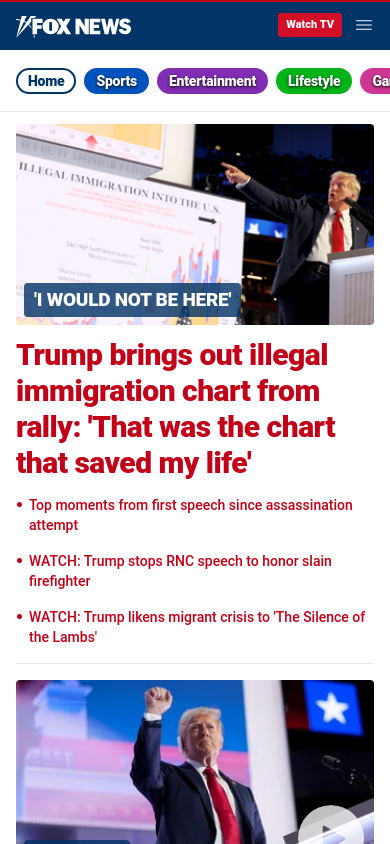 FOX NEWS
Watch TV
Home
Sports
Entertainment
Lifestyle
ILLEGAL IMMIGRATION INTO THE U.S.
'I WOULD NOT BE HERE'
Trump brings out illegal
immigration chart from
rally: 'That was the chart
that saved my life'
• Top moments from first speech since assassination
attempt
• WATCH: Trump stops RNC speech to honor slain
firefighter
• WATCH: Trump likens migrant crisis to 'The Silence of
the Lambs'